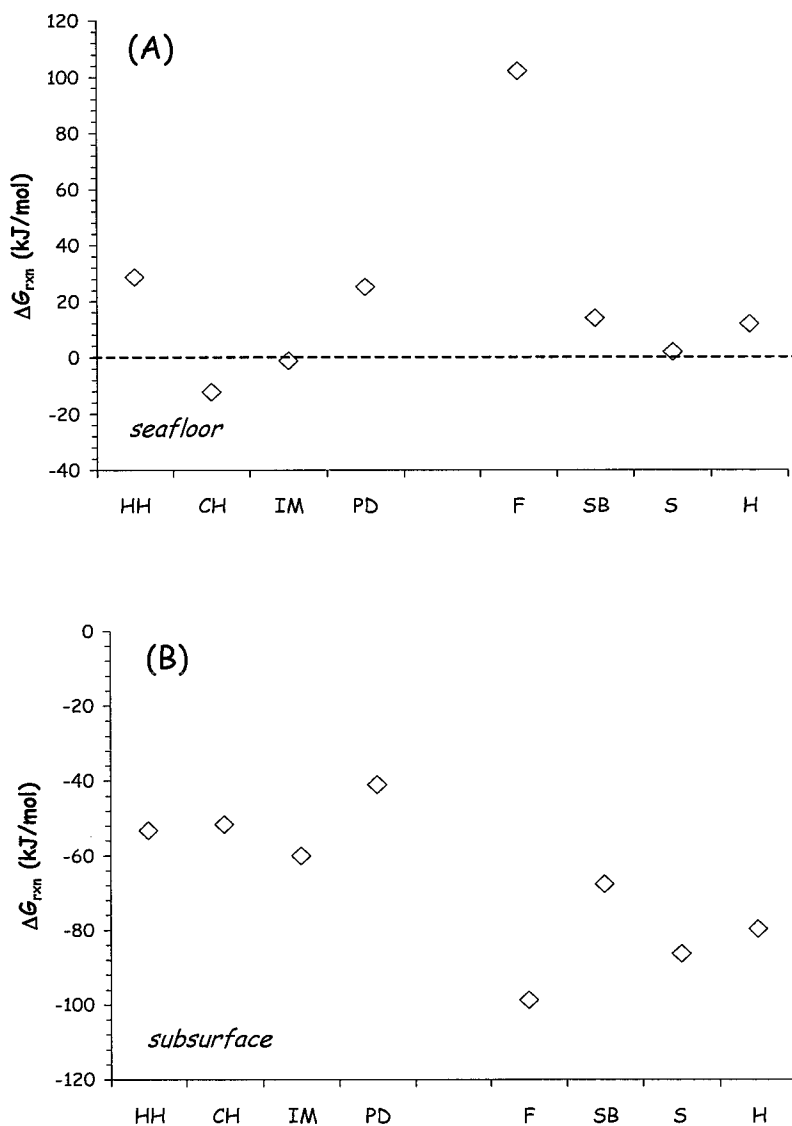 (A)
120
100
80
60
40
20
0
-20
-40
ΔGrxn (kJ/mol)
seafloor
HH CH IM PD F SB S H
(B)
0
-20
-40
-60
-80
-100
-120
ΔGrxn (kJ/mol)
subsurface
HH CH IM PD F SB S H